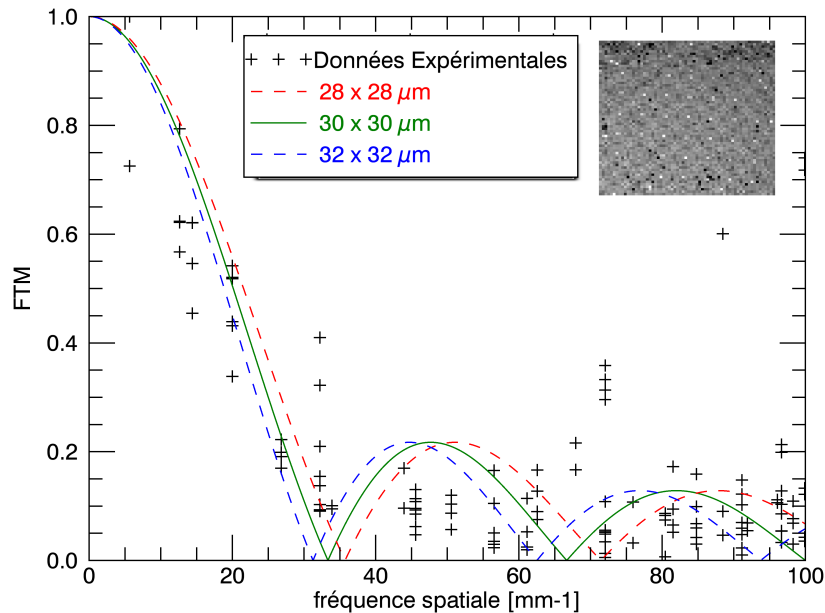 1.0
0.8
0.6
0.4
0.2
0.0
FTM
+ + +Données Expérimentales
28 x 28 µm
30 x 30 µm
32 x 32 µm
0 20 40 60 80 100
fréquence spatiale [mm-1]